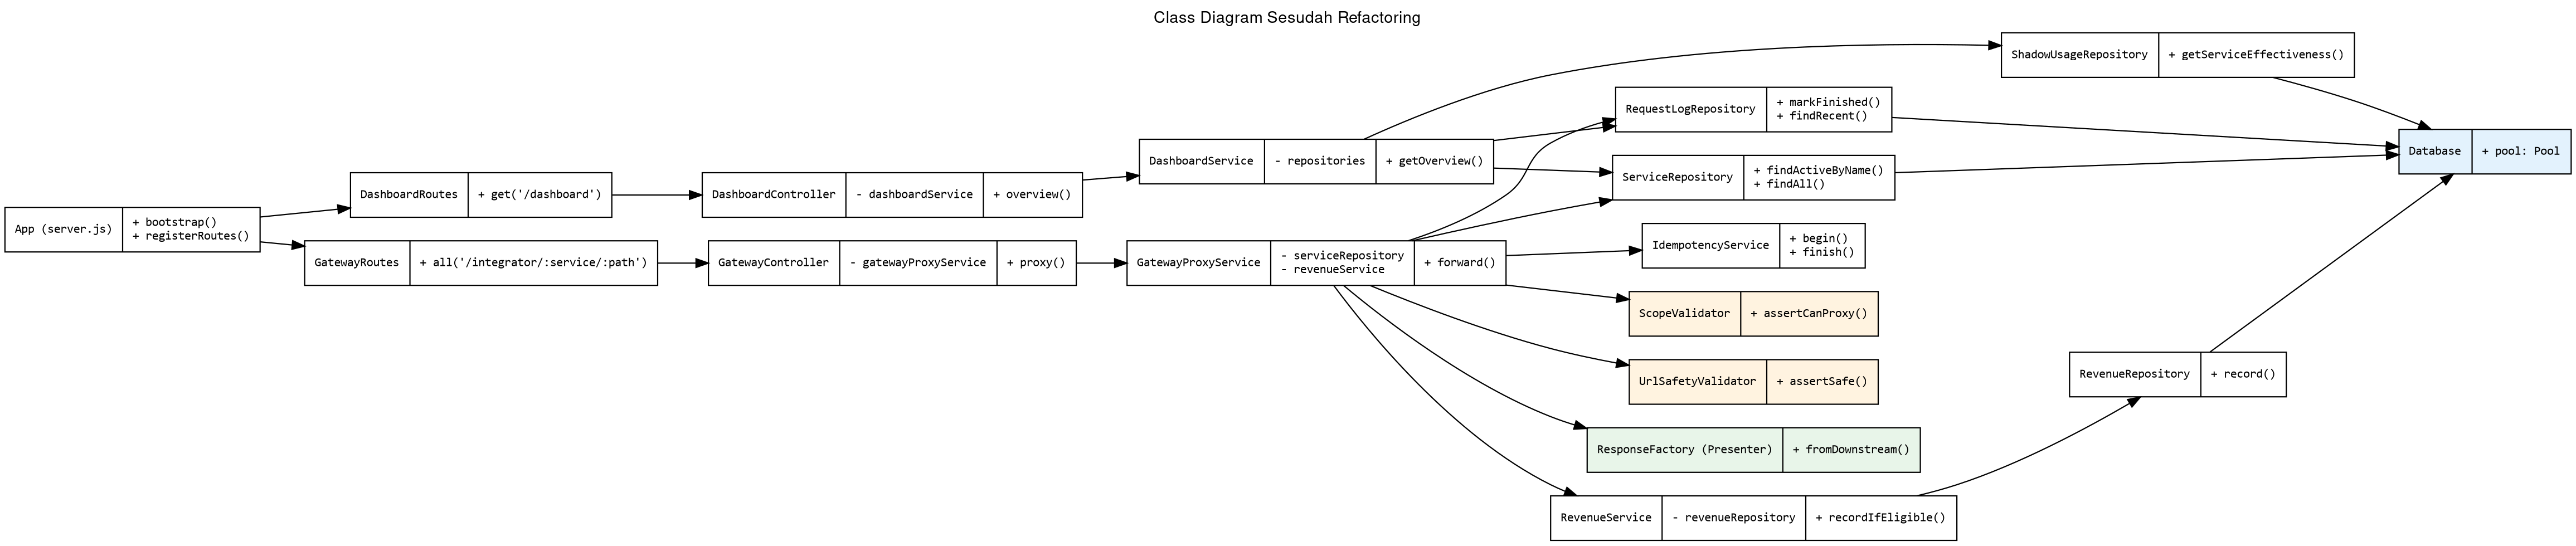 Class Diagram Sesudah Refactoring
App (server.js)
+ bootstrap()
+ registerRoutes()
DashboardRoutes
+ get('/dashboard')
GatewayRoutes
+ all('/integrator/:service/:path')
DashboardController
- dashboardService
+ overview()
GatewayController
- gatewayProxyService
+ proxy()
DashboardService
- repositories
+ getOverview()
GatewayProxyService
- serviceRepository
- revenueService
+ forward()
ShadowUsageRepository
+ getServiceEffectiveness()
RequestLogRepository
+ markFinished()
+ findRecent()
ServiceRepository
+ findActiveByName()
+ findAll()
IdempotencyService
+ begin()
+ finish()
ScopeValidator
+ assertCanProxy()
UrlSafetyValidator
+ assertSafe()
ResponseFactory (Presenter)
+ fromDownstream()
RevenueService
- revenueRepository
+ recordIfEligible()
RevenueRepository
+ record()
Database
+ pool: Pool